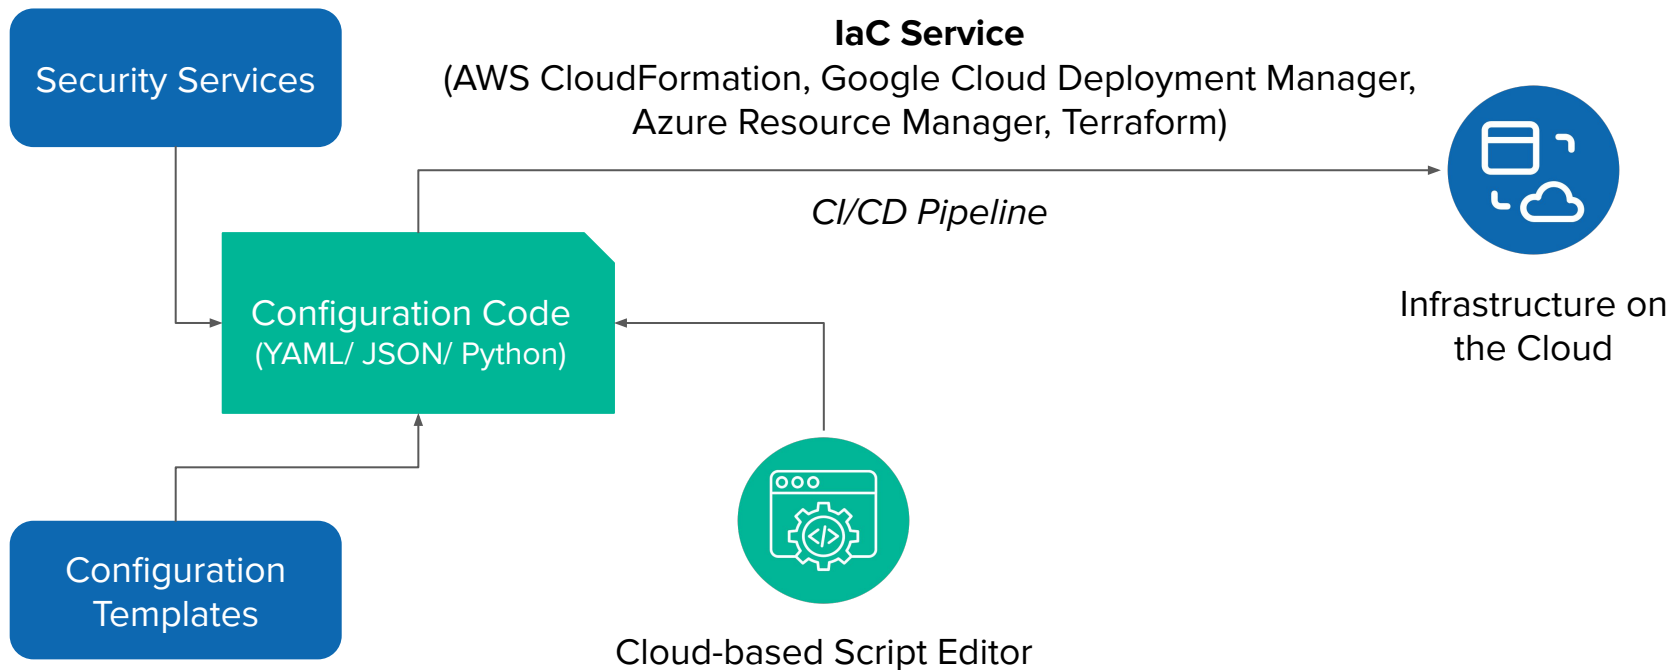 Security Services
IaC Service
(AWS CloudFormation, Google Cloud Deployment Manager,
Azure Resource Manager, Terraform)
CI/CD Pipeline
Configuration Code
(YAML/ JSON/ Python)
Infrastructure on
the Cloud
</>
Configuration
Templates
Cloud-based Script Editor